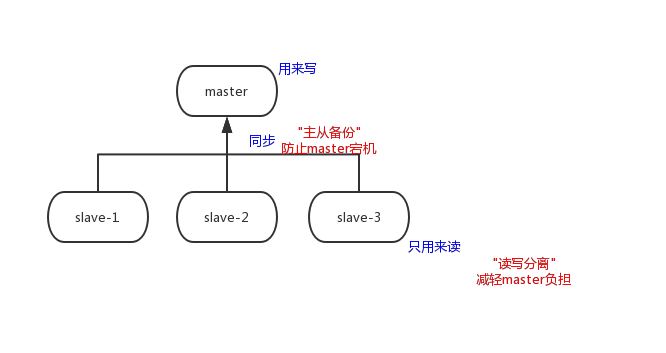 用来写
master
"主从备份"
同步
防止master宕机
slave-1
slave-2
slave-3
只用来读
"读写分离"
减轻master负担